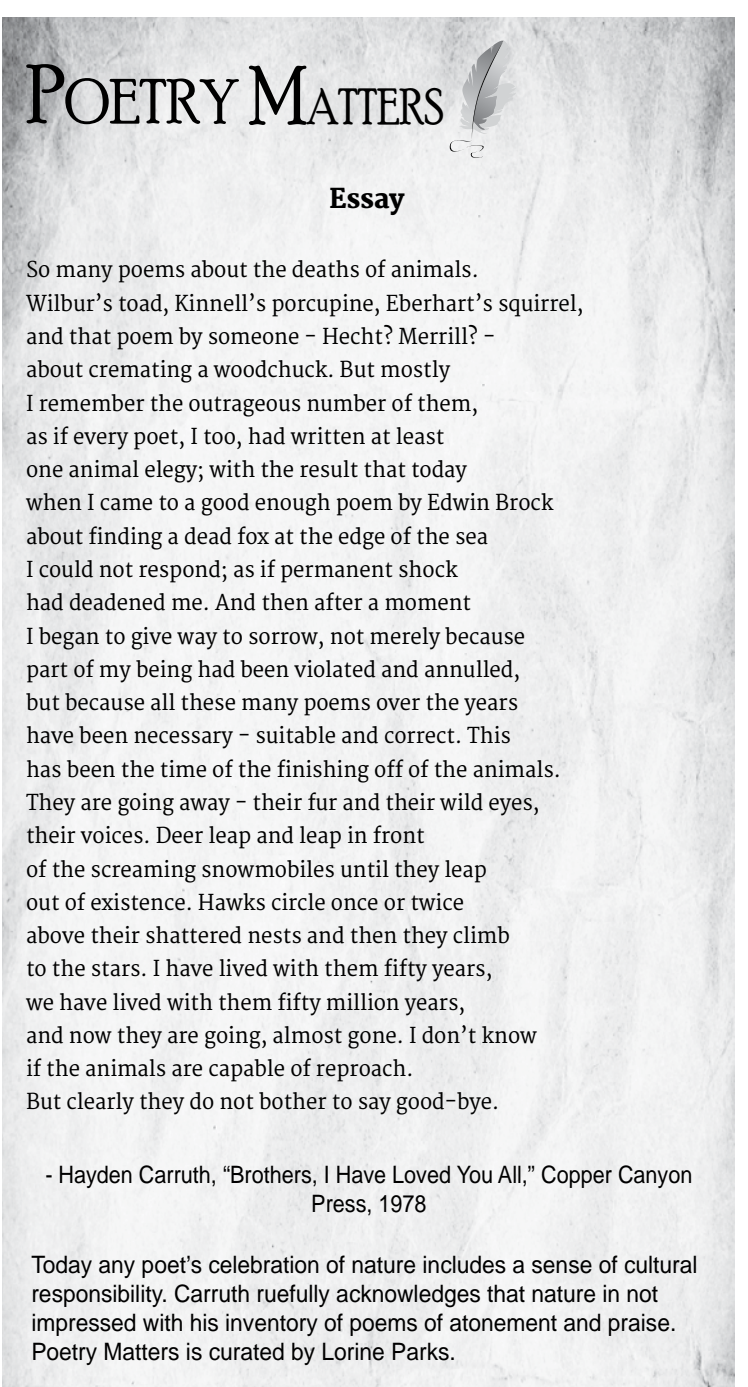 POETRY MATTERS
Essay
So many poems about the deaths of animals.
Wilbur’s toad, Kinnell’s porcupine, Eberhart’s squirrel,
and that poem by someone – Hecht? Merrill? –
about cremating a woodchuck. But mostly
I remember the outrageous number of them,
as if every poet, I too, had written at least
one animal elegy; with the result that today
when I came to a good enough poem by Edwin Brock
about finding a dead fox at the edge of the sea
I could not respond; as if permanent shock
had deadened me. And then after a moment
I began to give way to sorrow, not merely because
part of my being had been violated and annulled,
but because all these many poems over the years
have been necessary – suitable and correct. This
has been the time of the finishing off of the animals.
They are going away – their fur and their wild eyes,
their voices. Deer leap and leap in front
of the screaming snowmobiles until they leap
out of existence. Hawks circle once or twice
above their shattered nests and then they climb
to the stars. I have lived with them fifty years,
we have lived with them fifty million years,
and now they are going, almost gone. I don’t know
if the animals are capable of reproach.
But clearly they do not bother to say good-bye.
- Hayden Carruth, “Brothers, I Have Loved You All,” Copper Canyon
Press, 1978
Today any poet’s celebration of nature includes a sense of cultural
responsibility. Carruth ruefully acknowledges that nature in not
impressed with his inventory of poems of atonement and praise.
Poetry Matters is curated by Lorine Parks.